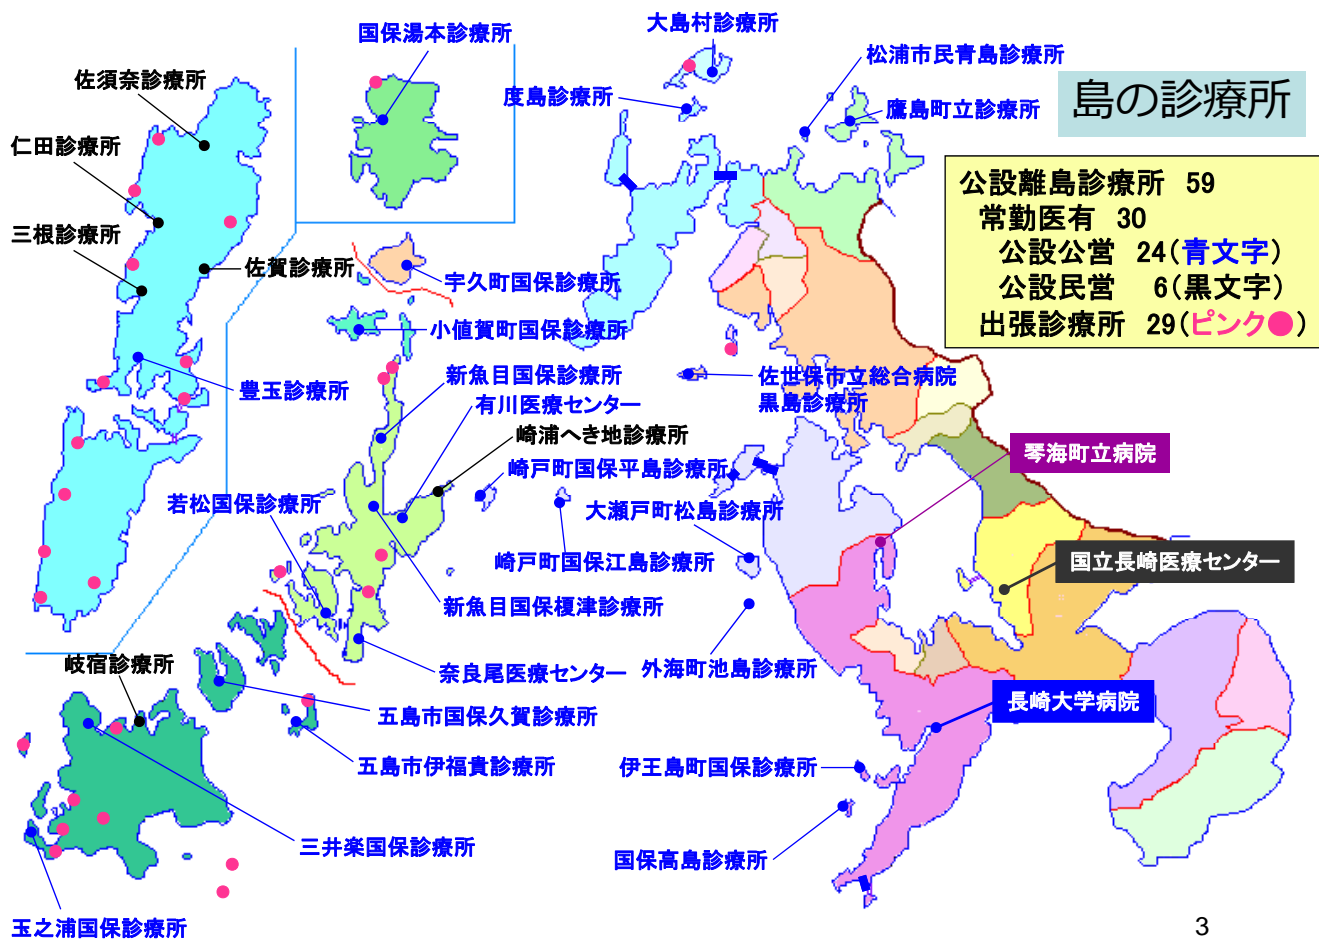 島の診療所
公設離島診療所 59
常勤医有 30
公設公営 24(青文字)
公設民営 6(黒文字)
出張診療所 29(ピンク●)
国保湯本診療所
大島村診療所
松浦市民青島診療所
度島診療所
鷹島町立診療所
佐須奈診療所
仁田診療所
三根診療所
佐賀診療所
豊玉診療所
宇久町国保診療所
小値賀町国保診療所
新魚目国保診療所
有川医療センター
崎浦へき地診療所
佐世保市立総合病院
黒島診療所
崎戸町国保平島診療所
大瀬戸町松島診療所
若松国保診療所
崎戸町国保江島診療所
新魚目国保榎津診療所
奈良尾医療センター
外海町池島診療所
琴海町立病院
国立長崎医療センター
長崎大学病院
岐宿診療所
五島市国保久賀診療所
五島市伊福貴診療所
伊王島町国保診療所
三井楽国保診療所
国保高島診療所
玉之浦国保診療所
3